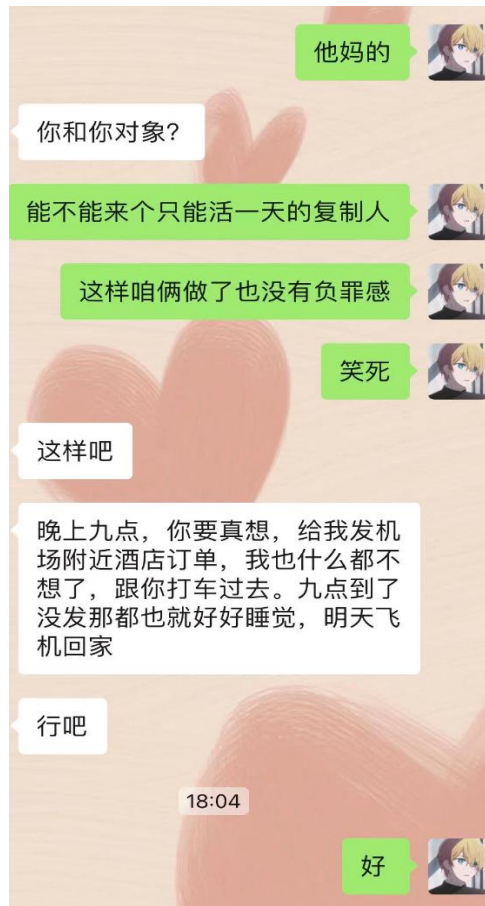 他妈的
你和你对象？
能不能来个只能活一天的复制人
这样咱俩做了也没有负罪感
笑死
这样吧
晚上九点，你要真想，给我发机
场附近酒店订单，我也什么都不
想了，跟你打车过去。九点到了
没发那都也就好好睡觉，明天飞
机回家
行吧
18:04
好